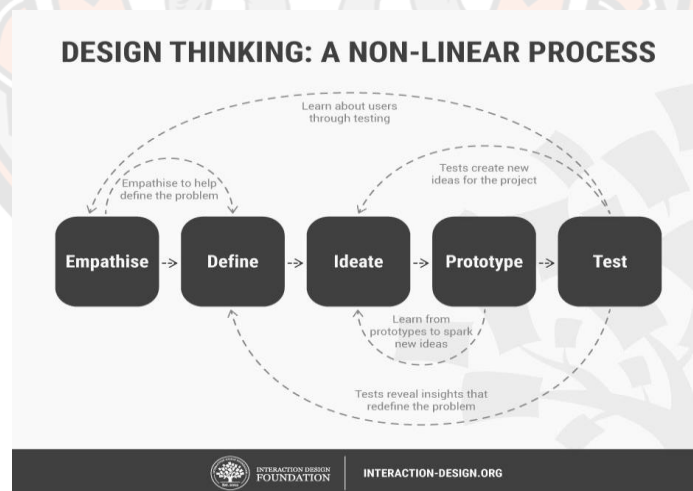 DESIGN THINKING: A NON-LINEAR PROCESS
Learn about users
through testing
Empathise to help
define the problem
Tests create new
ideas for the project
Empathise
Define
Ideate
Prototype
Test
Learn from
prototypes to spark
new ideas
Tests reveal insights that
redefine the problem
INTERACTION DESIGN
FOUNDATION
INTERACTION-DESIGN.ORG